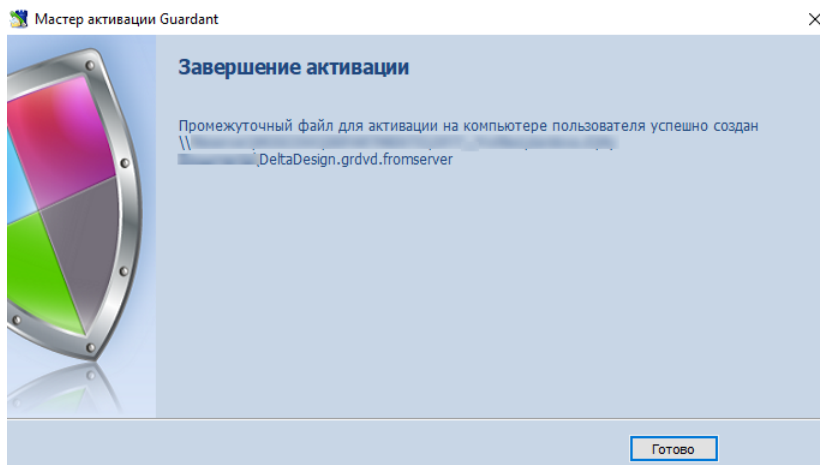 Мастер активации Guardant
Завершение активации
Промежуточный файл для активации на компьютере пользователя успешно создан
\\
\DeltaDesign.grdvd.fromserver
Готово